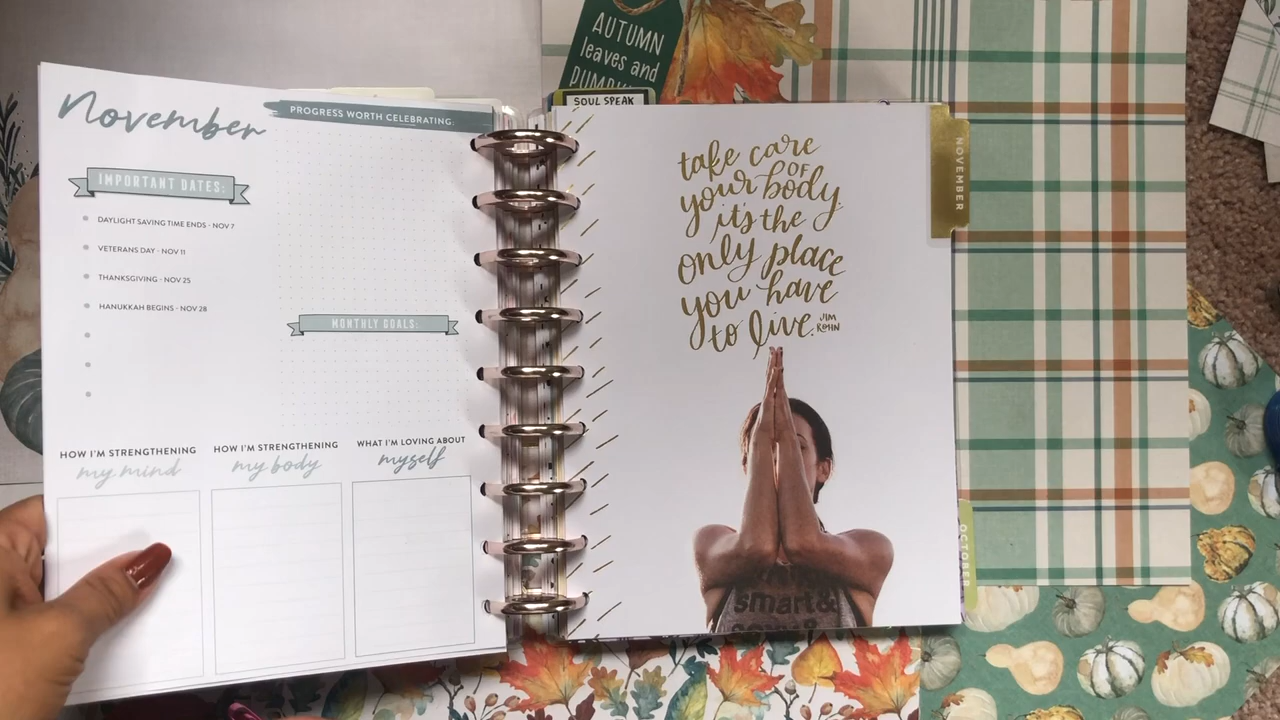 AUTUMN
leaves and
SOUL SPEAK
November
PROGRESS WORTH CELEBRATING:
IMPORTANT DATES:
DAYLIGHT SAVING TIME ENDS - NOV 7
VETERANS DAY - NOV 11
THANKSGIVING - NOV 25
HANUKKAH BEGINS - NOV 28
MONTHLY GOALS:
HOW I'M STRENGTHENING
my mind
HOW I'M STRENGTHENING
my body
WHAT I'M LOVING ABOUT
myself
take care
OF
your body.
it's the
only place
you have
to live.
JIM
ROHN
smart&
NOVEMBER
OCTOBER